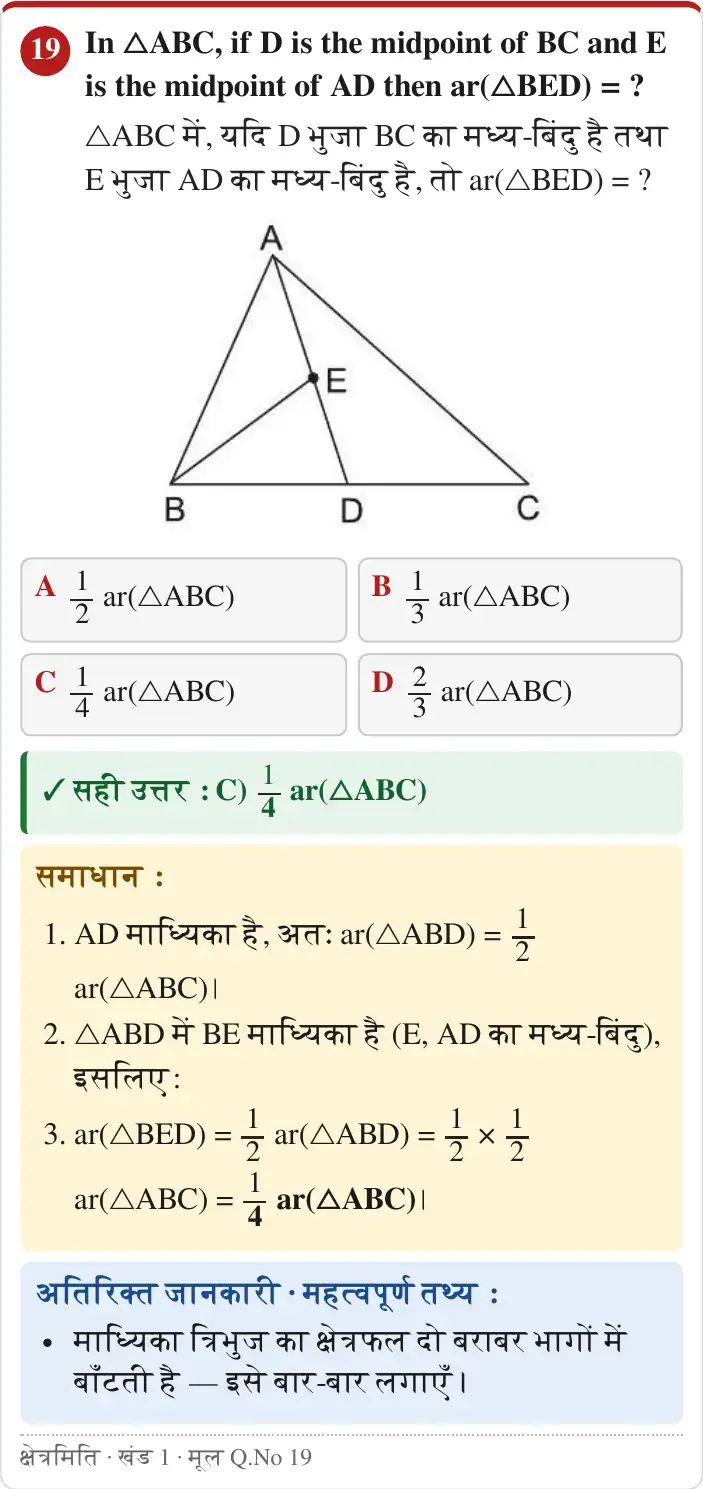 19 In △ABC, if D is the midpoint of BC and E
is the midpoint of AD then ar(△BED) = ?
△ABC में, यदि D भुजा BC का मध्य-बिंदु है तथा
E भुजा AD का मध्य-बिंदु है, तो ar(△BED) = ?
A
E
B D C
A 1/2 ar(△ABC)
B 1/3 ar(△ABC)
C 1/4 ar(△ABC)
D 2/3 ar(△ABC)
✓ सही उत्तर : C) 1/4 ar(△ABC)
समाधान :
1. AD माध्यिका है, अतः ar(△ABD) = 1/2
ar(△ABC)।
2. △ABD में BE माध्यिका है (E, AD का मध्य-बिंदु),
इसलिए:
3. ar(△BED) = 1/2 ar(△ABD) = 1/2 × 1/2
ar(△ABC) = 1/4 ar(△ABC)।
अतिरिक्त जानकारी · महत्वपूर्ण तथ्य :
• माध्यिका त्रिभुज का क्षेत्रफल दो बराबर भागों में
बाँटती है — इसे बार-बार लगाएँ।
क्षेत्रमिति · खंड 1 · मूल Q.No 19